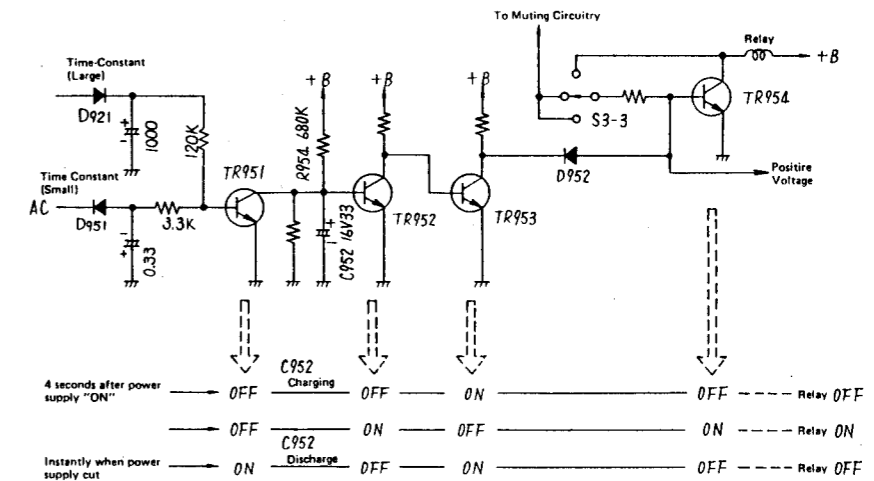 To Muting Circuitry
Relay
+B
Time-Constant
(Large)
+B
+B
+B
D921
+
-
1000
120K
R954 680K
S3-3
TR954
TR951
D952
Positire
Voltage
Time Constant
(Small)
AC
D951
3.3K
-
+
0.33
+
-
C952 16V33
TR952
TR953
C952
4 seconds after power
supply "ON"
OFF Charging OFF ON OFF Relay OFF
OFF ON OFF ON Relay ON
C952
Instantly when power
supply cut
ON Discharge OFF ON OFF Relay OFF